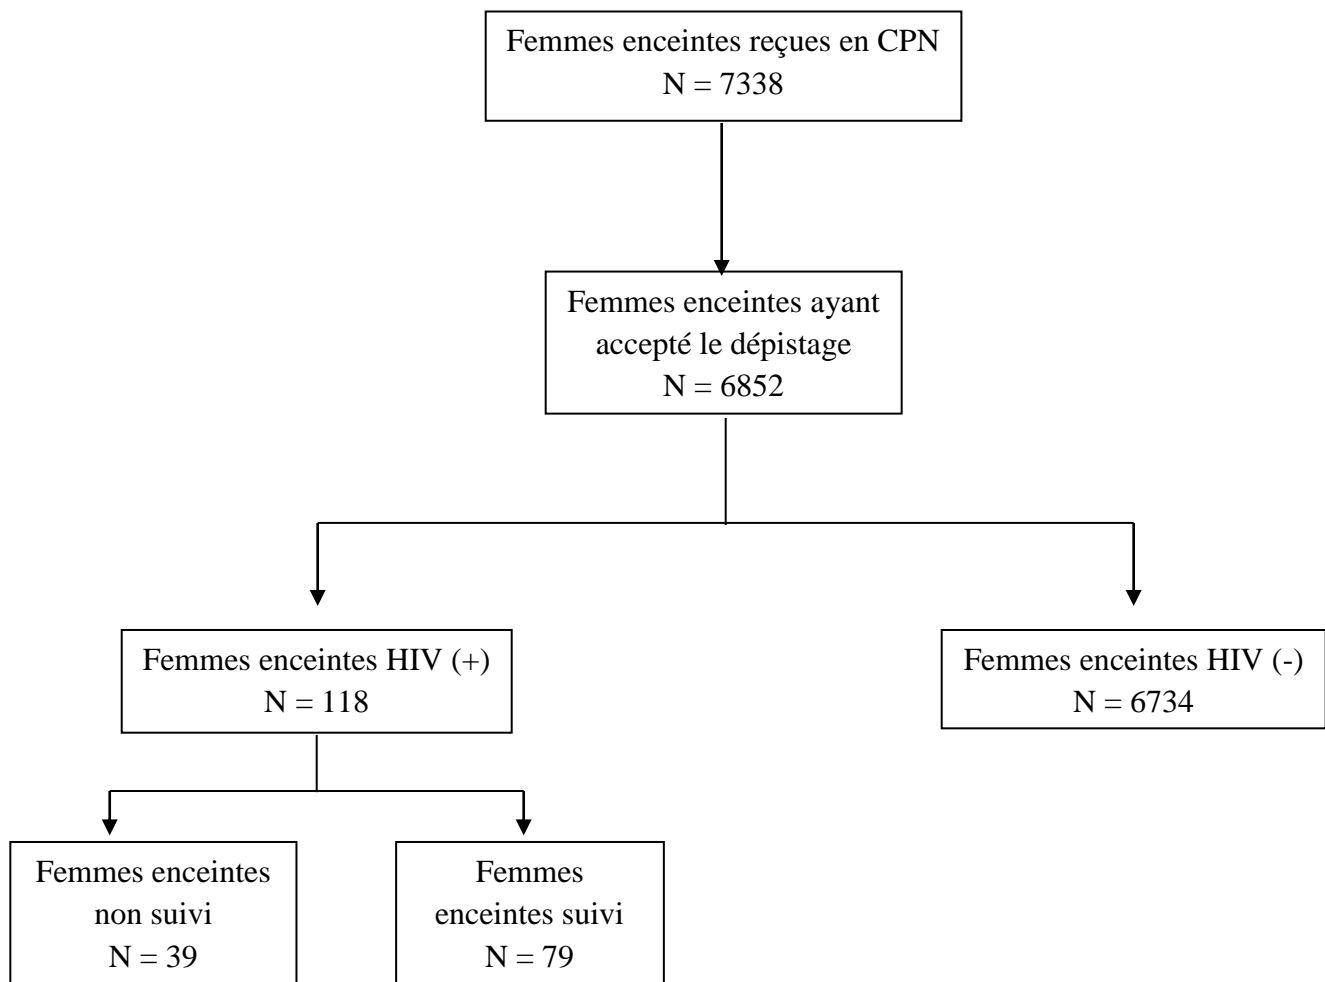 Femmes enceintes reçues en CPN
N = 7338
Femmes enceintes ayant
accepté le dépistage
N = 6852
Femmes enceintes HIV (+)
N = 118
Femmes enceintes HIV (-)
N = 6734
Femmes enceintes
non suivi
N = 39
Femmes
enceintes suivi
N = 79